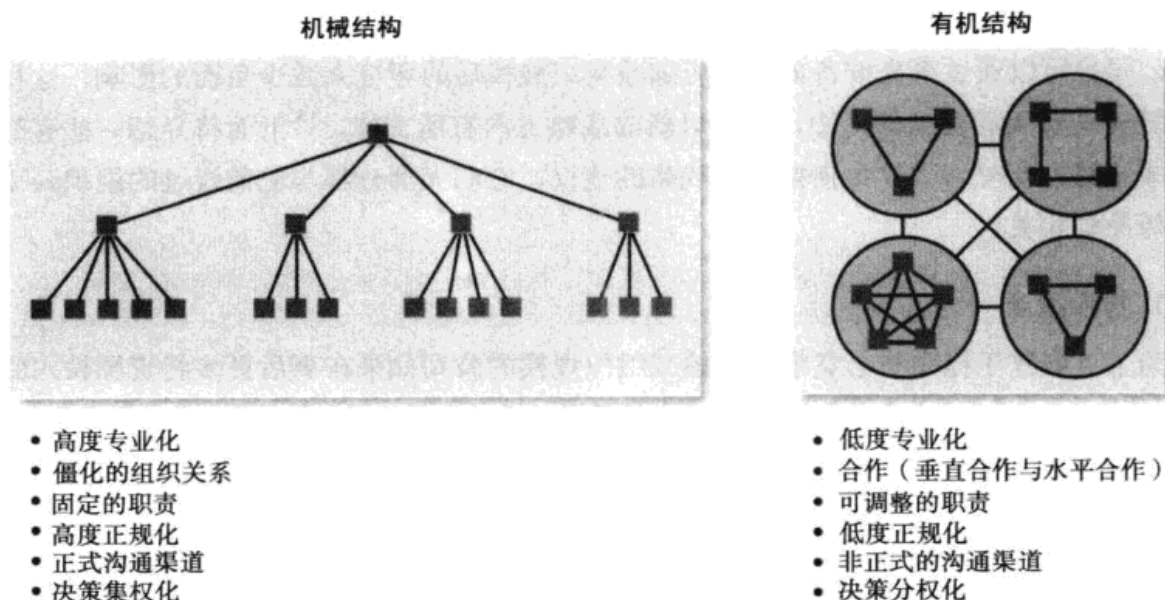 机械结构
有机结构
• 高度专业化
• 僵化的组织关系
• 固定的职责
• 高度正规化
• 正式沟通渠道
• 决策集权化
• 低度专业化
• 合作（垂直合作与水平合作）
• 可调整的职责
• 低度正规化
• 非正式的沟通渠道
• 决策分权化